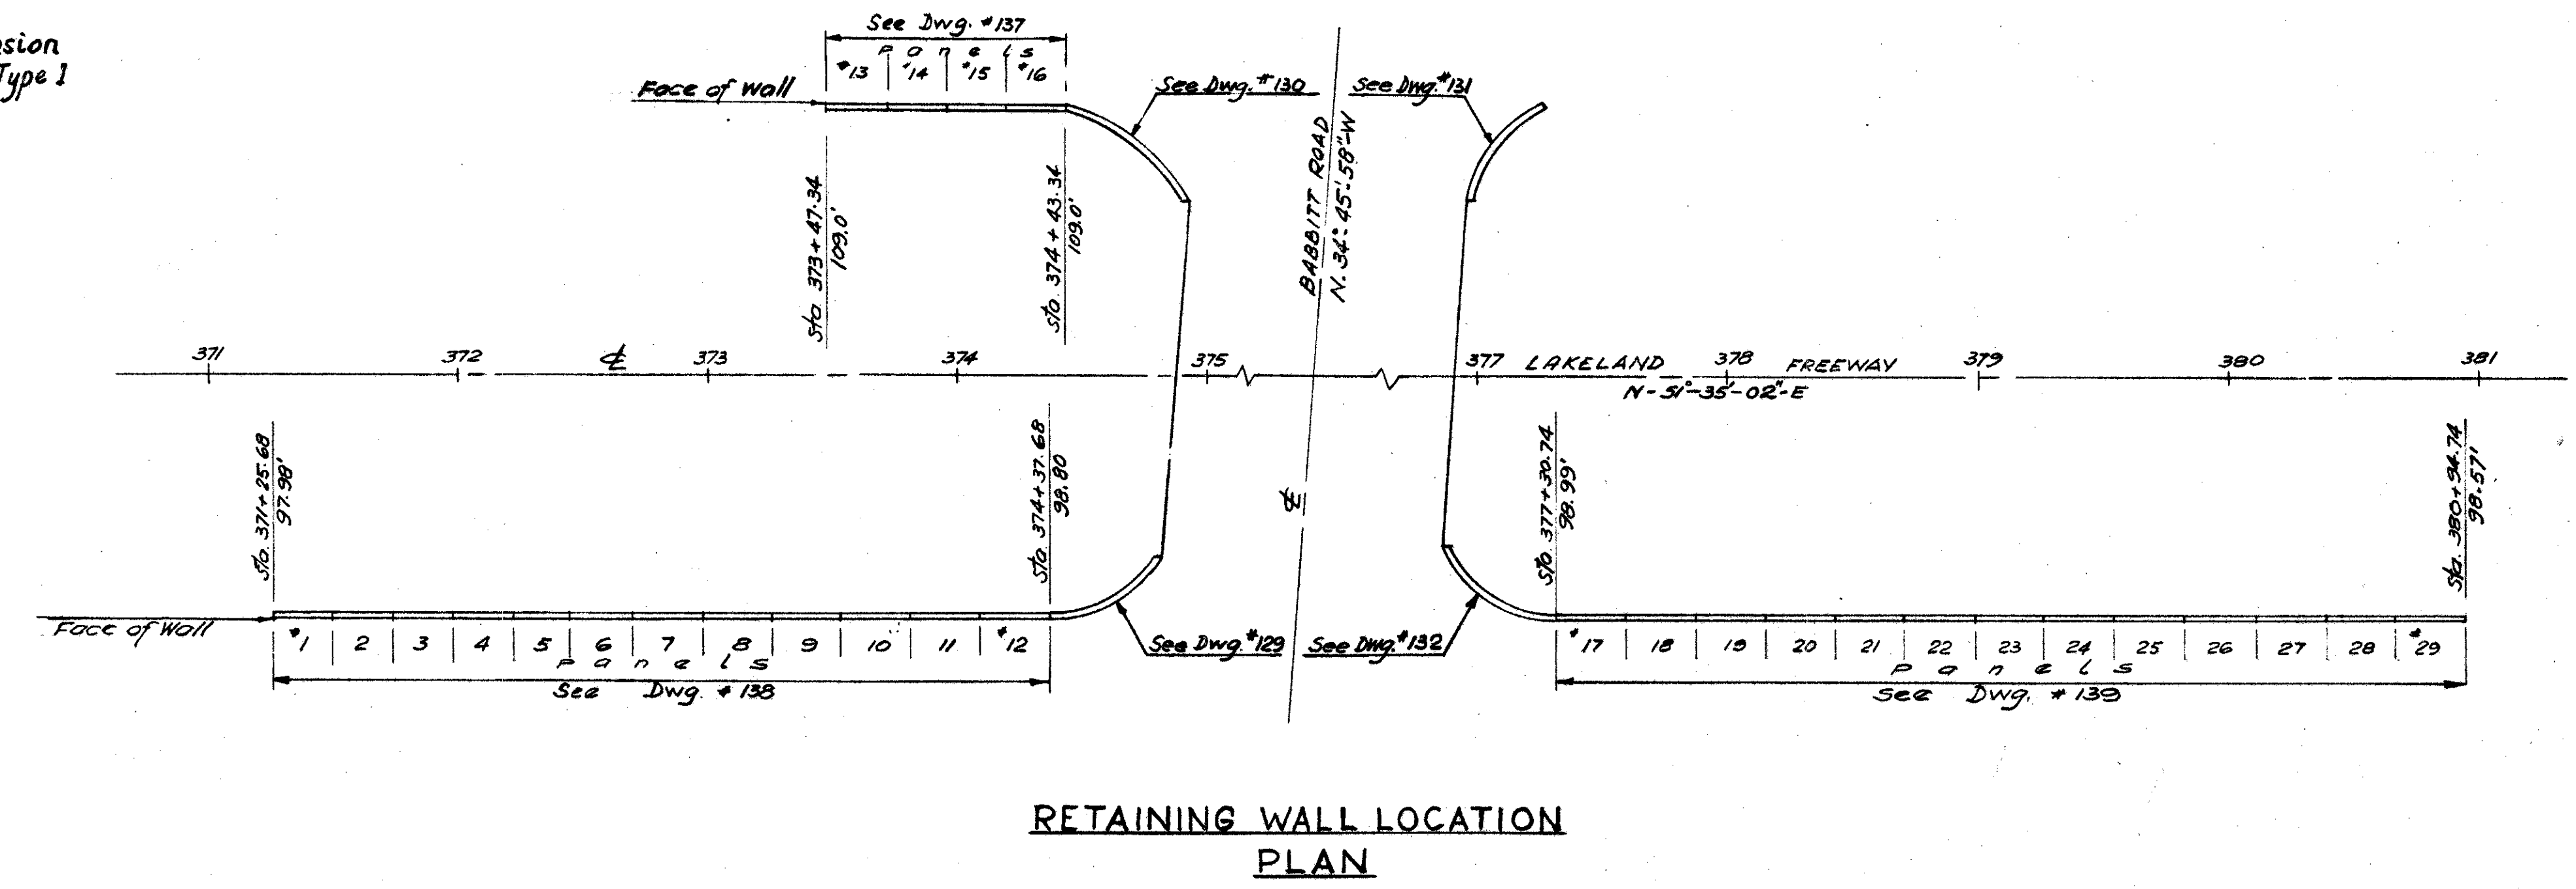 sion
Type 1
See Dwg. #137
Panels
#13 #14 #15 #16
Face of Wall
See Dwg. #130
See Dwg. #131
BABBITT ROAD
N. 34°-45'-58"-W
Sta. 373+47.34
109.0'
Sta. 374+43.34
109.0'
371 372 ℄ 373 374 375 377 LAKELAND 378 FREEWAY 379 380 381
N-51°-35'-02"-E
Sta. 371+25.68
97.98'
Sta. 374+37.68
98.80
℄
Sta. 377+30.74
98.99'
Sta. 380+94.74
98.57'
Face of Wall
#1 2 3 4 5 6 7 8 9 10 11 #12
Panels
See Dwg. #138
See Dwg. #129
See Dwg. #132
#17 18 19 20 21 22 23 24 25 26 27 28 #29
Panels
See Dwg. #139
RETAINING WALL LOCATION
PLAN